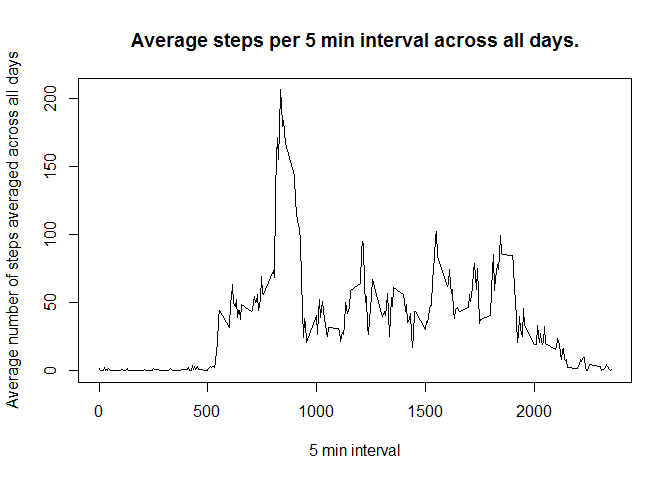 Average steps per 5 min interval across all days.
Average number of steps averaged across all days
200
150
100
50
0
0 500 1000 1500 2000
5 min interval